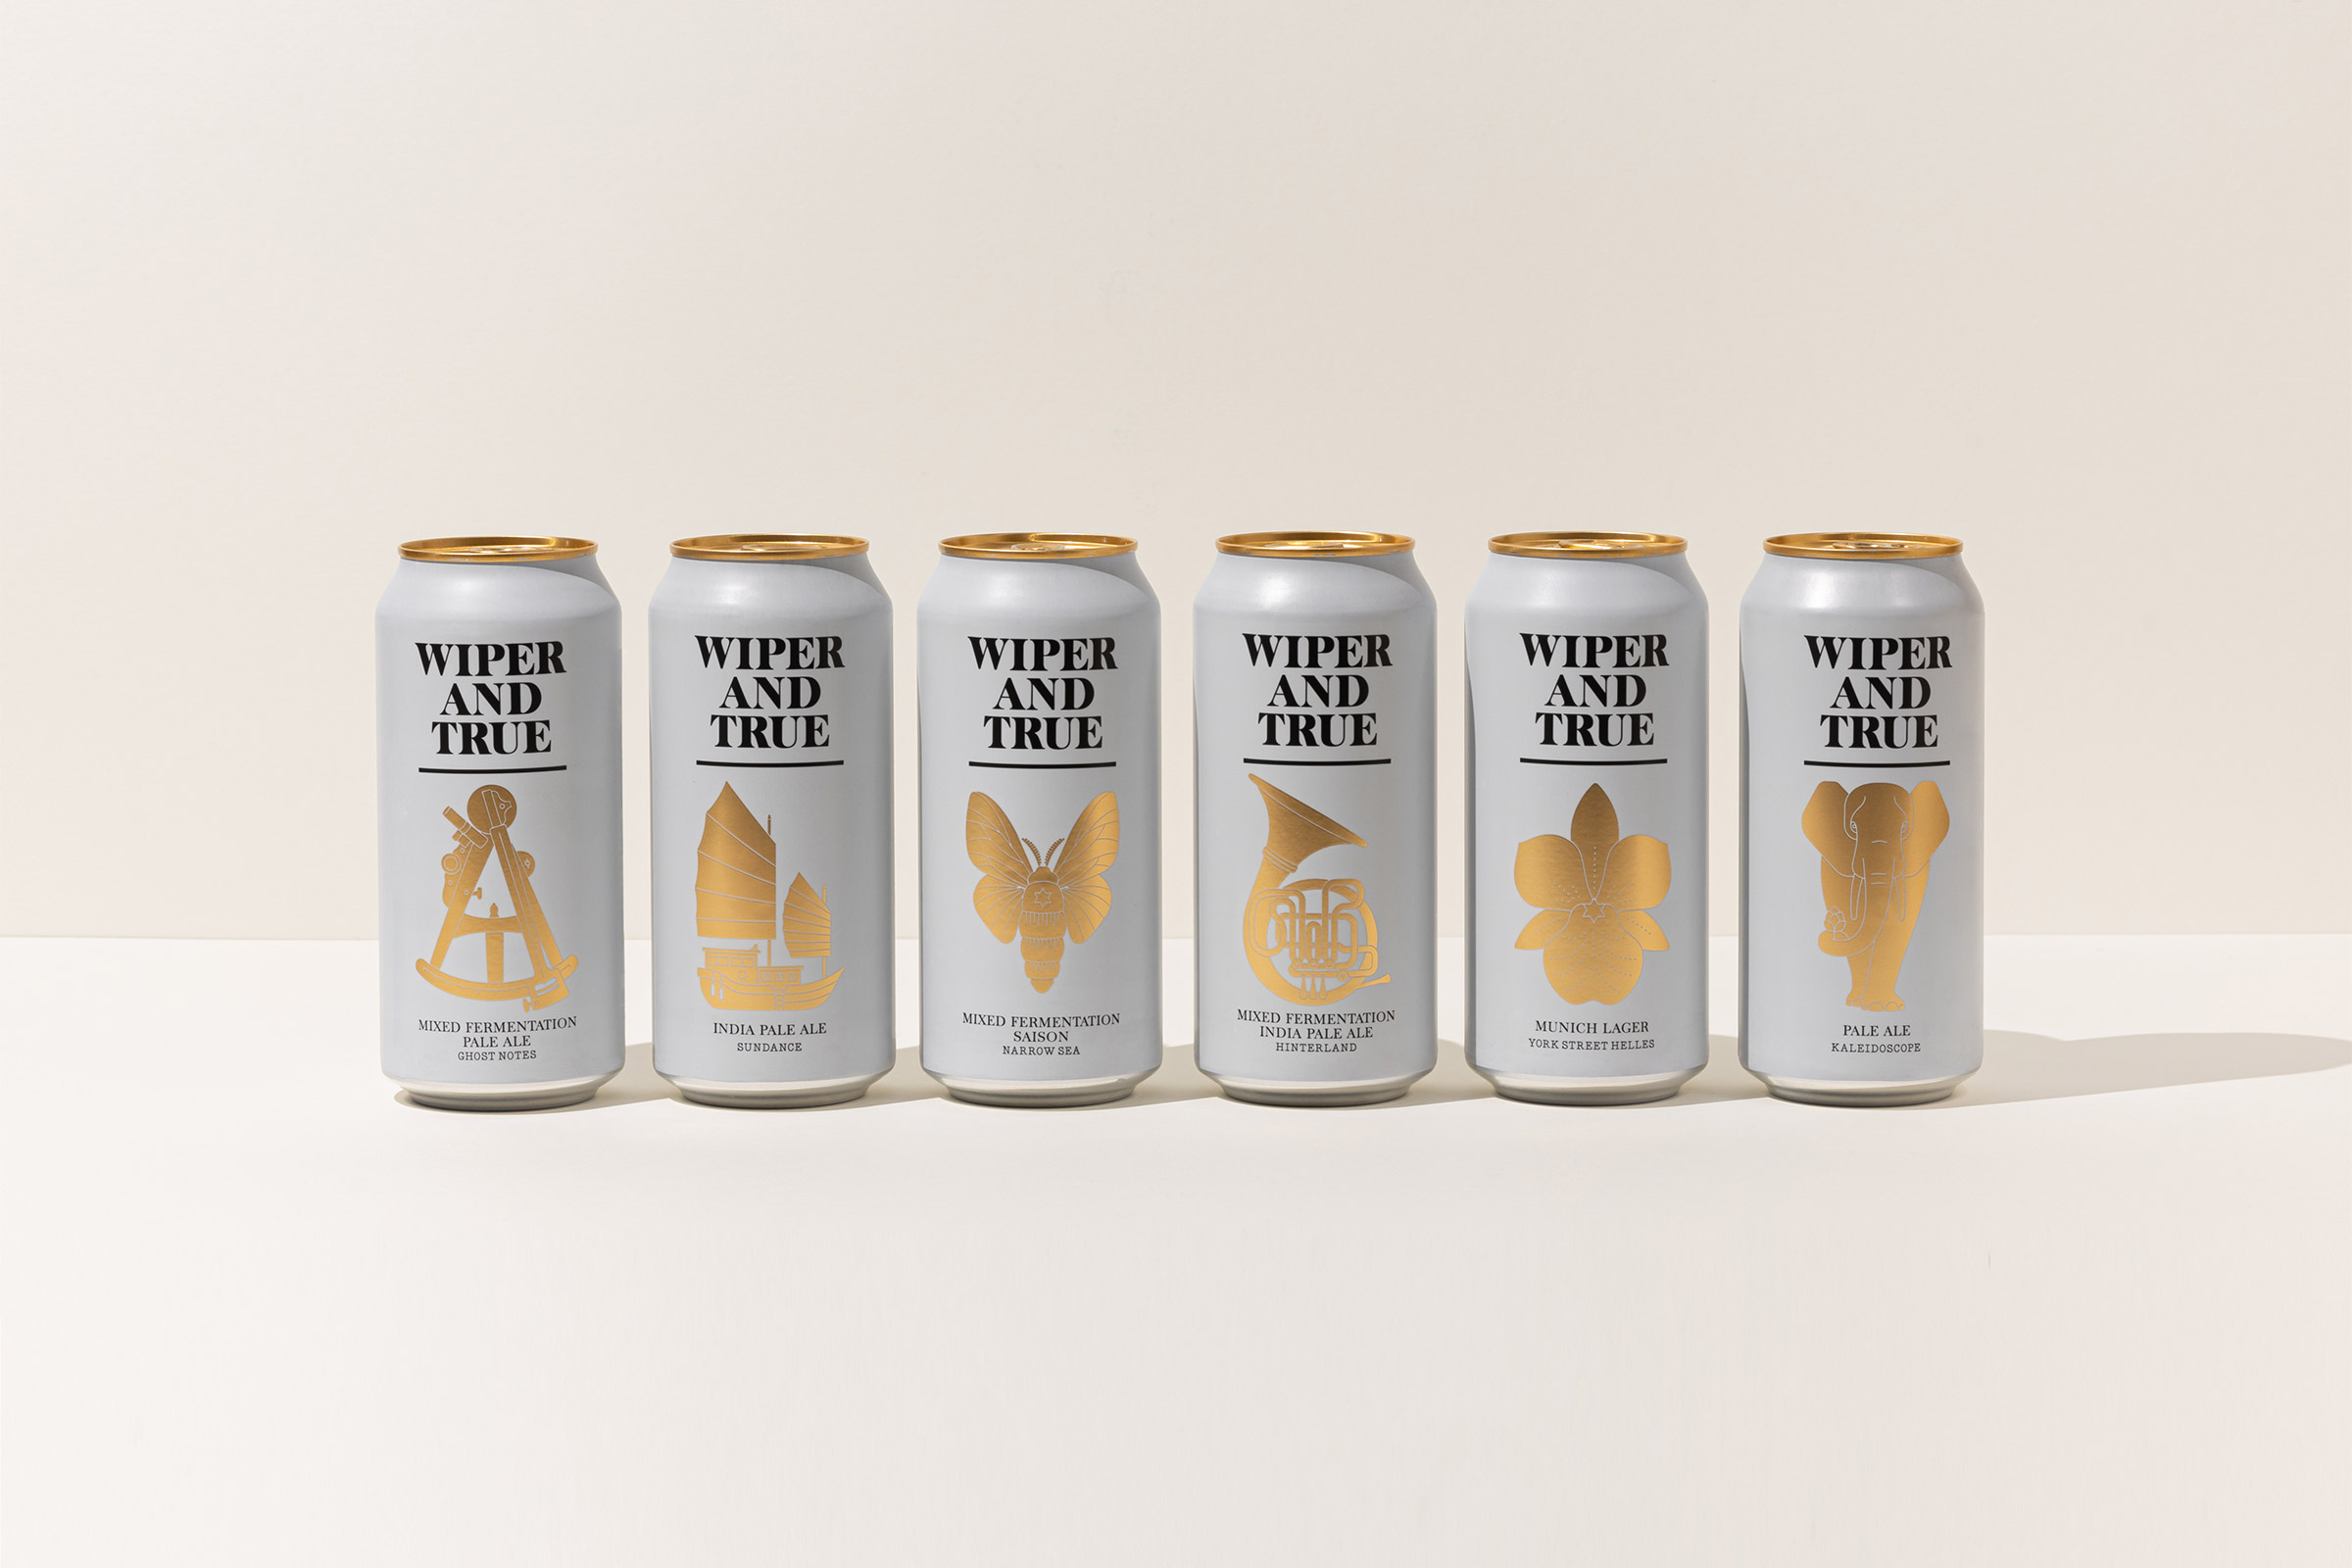 WIPER
AND
TRUE
MIXED FERMENTATION
PALE ALE
GHOST NOTES
WIPER
AND
TRUE
INDIA PALE ALE
SUNDANCE
WIPER
AND
TRUE
MIXED FERMENTATION
SAISON
NARROW SEA
WIPER
AND
TRUE
MIXED FERMENTATION
INDIA PALE ALE
HINTERLAND
WIPER
AND
TRUE
MUNICH LAGER
YORK STREET HELLES
WIPER
AND
TRUE
PALE ALE
KALEIDOSCOPE